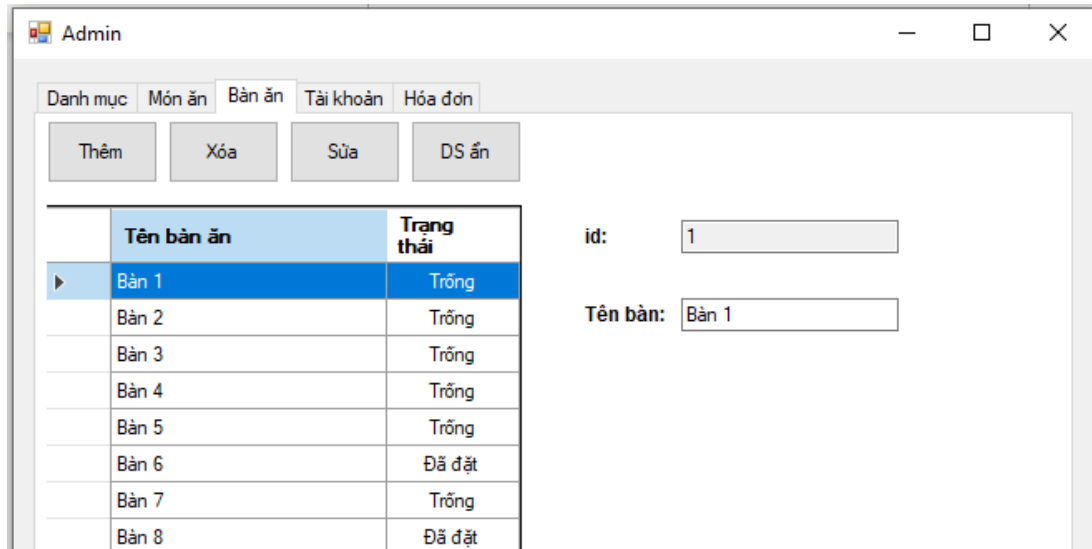 Admin
Danh mục Món ăn Bàn ăn Tài khoản Hóa đơn
Thêm Xóa Sửa DS ẩn
Tên bàn ăn Trạng thái
Bàn 1 Trống
Bàn 2 Trống
Bàn 3 Trống
Bàn 4 Trống
Bàn 5 Trống
Bàn 6 Đã đặt
Bàn 7 Trống
Bàn 8 Đã đặt
id: 1
Tên bàn: Bàn 1